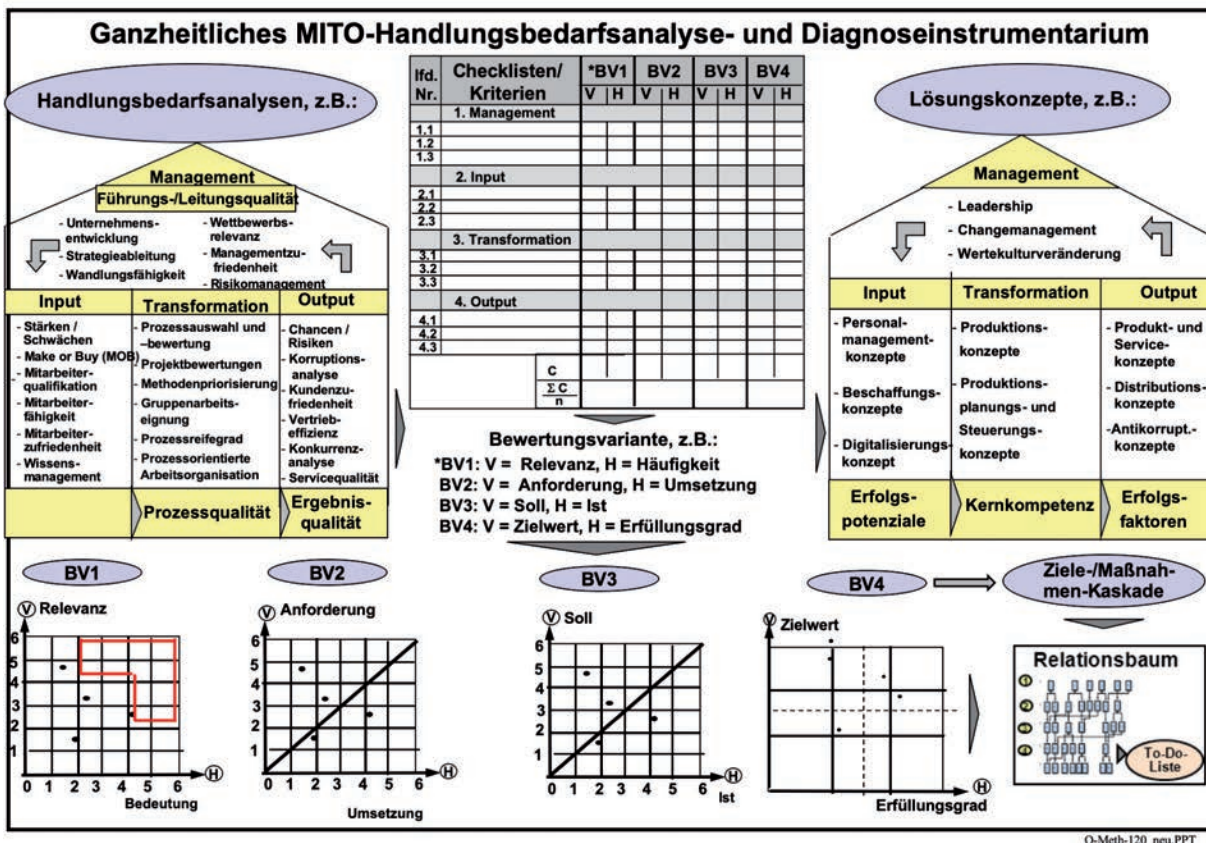 Ganzheitliches MITO-Handlungsbedarfsanalyse- und Diagnoseinstrumentarium
Handlungsbedarfsanalysen, z.B.:
Management
Führungs-/Leitungsqualität
- Unternehmens-
entwicklung
- Strategieableitung
- Wandlungsfähigkeit
- Wettbewerbs-
relevanz
- Managementzu-
friedenheit
- Risikomanagement
Input
- Stärken /
Schwächen
- Make or Buy (MOB)
- Mitarbeiter-
qualifikation
- Mitarbeiter-
fähigkeit
- Mitarbeiter-
zufriedenheit
- Wissens-
management
Transformation
- Prozessauswahl und
–bewertung
- Projektbewertungen
- Methodenpriorisierung
- Gruppenarbeits-
eignung
- Prozessreifegrad
- Prozessorientierte
Arbeitsorganisation
Prozessqualität
Output
- Chancen /
Risiken
- Korruptions-
analyse
- Kundenzu-
friedenheit
- Vertrieb-
effizienz
- Konkurrenz-
analyse
- Servicequalität
Ergebnis-
qualität
lfd. Nr.
Checklisten/
Kriterien
*BV1 BV2 BV3 BV4
V H V H V H V H
1. Management
1.1
1.2
1.3
2. Input
2.1
2.2
2.3
3. Transformation
3.1
3.2
3.3
4. Output
4.1
4.2
4.3
C
Σ C
n
Bewertungsvariante, z.B.:
*BV1: V = Relevanz, H = Häufigkeit
BV2: V = Anforderung, H = Umsetzung
BV3: V = Soll, H = Ist
BV4: V = Zielwert, H = Erfüllungsgrad
Lösungskonzepte, z.B.:
Management
- Leadership
- Changemanagement
- Wertekulturveränderung
Input
- Personal-
management-
konzepte
- Beschaffungs-
konzepte
- Digitalisierungs-
konzept
Erfolgs-
potenziale
Transformation
- Produktions-
konzepte
- Produktions-
planungs- und
Steuerungs-
konzepte
Kernkompetenz
Output
- Produkt- und
Service-
konzepte
- Distributions-
konzepte
-Antikorrupt.-
konzepte
Erfolgs-
faktoren
BV1
V Relevanz
6
5
4
3
2
1
0 1 2 3 4 5 6
H
Bedeutung
BV2
V Anforderung
6
5
4
3
2
1
0 1 2 3 4 5 6
H
Umsetzung
BV3
V Soll
6
5
4
3
2
1
0
0 1 2 3 4 5 6
H
Ist
BV4
V Zielwert
H
Erfüllungsgrad
Ziele-/Maßnah-
men-Kaskade
Relationsbaum
1
2
3
4
To-Do-
Liste
O-Meth-120_neu.PPT